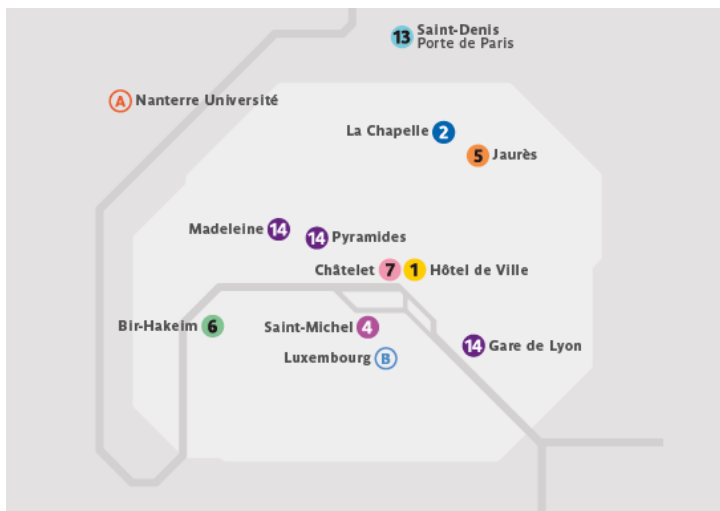 13 Saint-Denis
Porte de Paris
A Nanterre Université
La Chapelle 2
5 Jaurès
Madeleine 14
14 Pyramides
Châtelet 7 1 Hôtel de Ville
Bir-Hakeim 6
Saint-Michel 4
14 Gare de Lyon
Luxembourg B